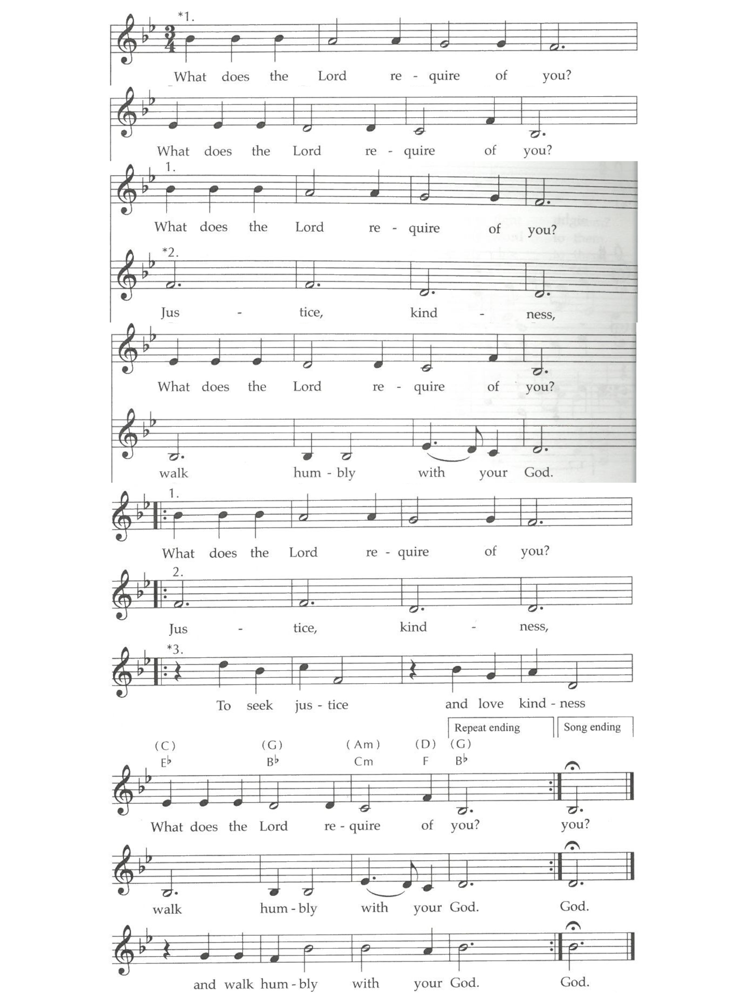 *1.
3
4
What does the Lord re - quire of you?
What does the Lord re - quire of you?
1.
What does the Lord re - quire of you?
*2.
Jus - tice, kind - ness,
What does the Lord re - quire of you?
walk hum - bly with your God.
1.
What does the Lord re - quire of you?
2.
Jus - tice, kind - ness,
*3.
To seek jus - tice and love kind - ness
Repeat ending Song ending
(C) (G) (Am) (D) (G)
E♭ B♭ Cm F B♭
What does the Lord re - quire of you? you?
walk hum - bly with your God. God.
and walk hum - bly with your God. God.